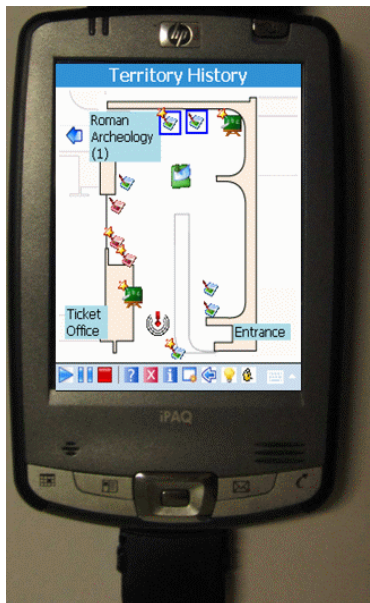 hp
Territory History
Roman
Archeology
(1)
Ticket
Office
Entrance
? X i
iPAQ